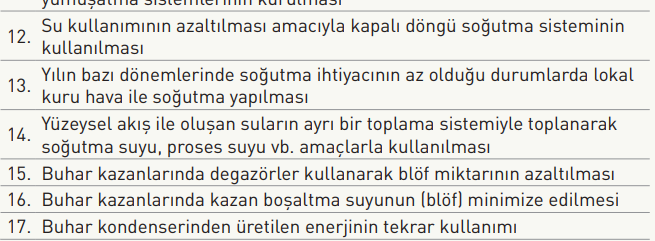 yumuşatma sistemlerinin kurulması
12. Su kullanımının azaltılması amacıyla kapalı döngü soğutma sisteminin
kullanılması
13. Yılın bazı dönemlerinde soğutma ihtiyacının az olduğu durumlarda lokal
kuru hava ile soğutma yapılması
14. Yüzeysel akış ile oluşan suların ayrı bir toplama sistemiyle toplanarak
soğutma suyu, proses suyu vb. amaçlarla kullanılması
15. Buhar kazanlarında degazörler kullanarak blöf miktarının azaltılması
16. Buhar kazanlarında kazan boşaltma suyunun (blöf) minimize edilmesi
17. Buhar kondenserinden üretilen enerjinin tekrar kullanımı